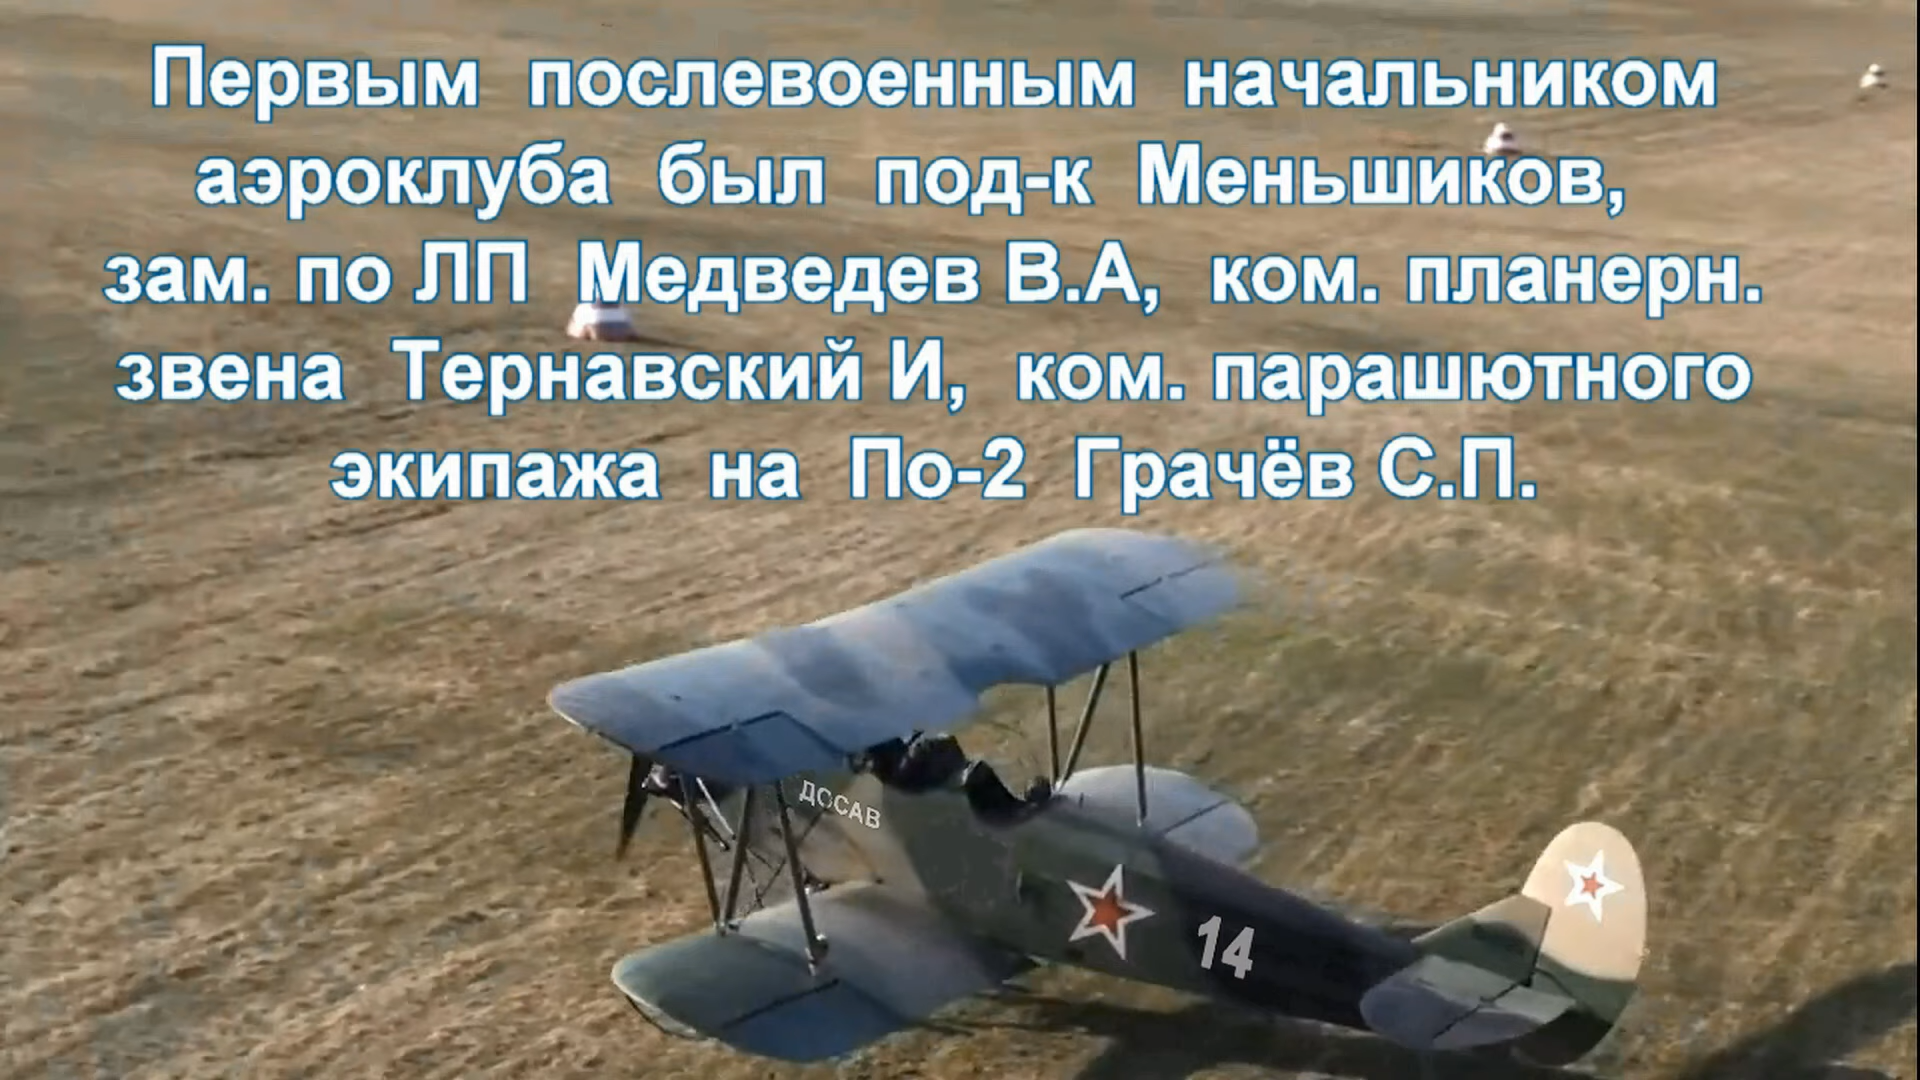 Первым послевоенным начальником
аэроклуба был под-к Меньшиков,
зам. по ЛП Медведев В.А, ком. планерн.
звена Тернавский И, ком. парашютного
экипажа на По-2 Грачёв С.П.
ДОСАВ
14